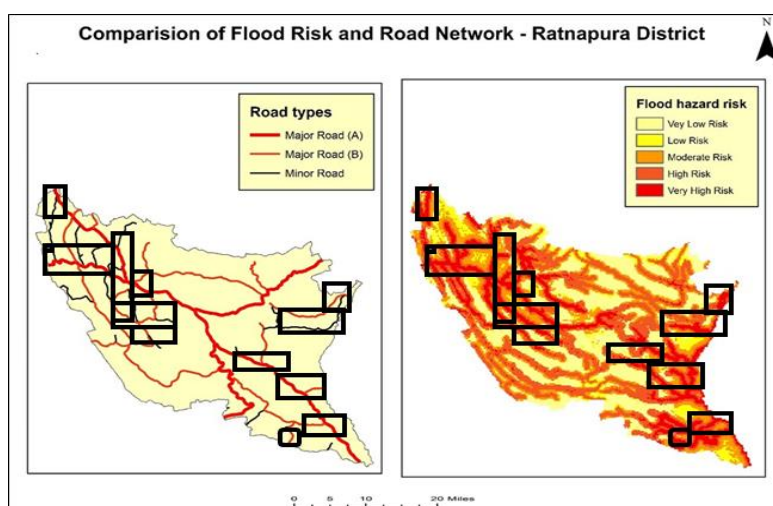 Comparision of Flood Risk and Road Network - Ratnapura District
N
Road types
Major Road (A)
Major Road (B)
Minor Road
Flood hazard risk
Vey Low Risk
Low Risk
Moderate Risk
High Risk
Very High Risk
0 5 10 20 Miles